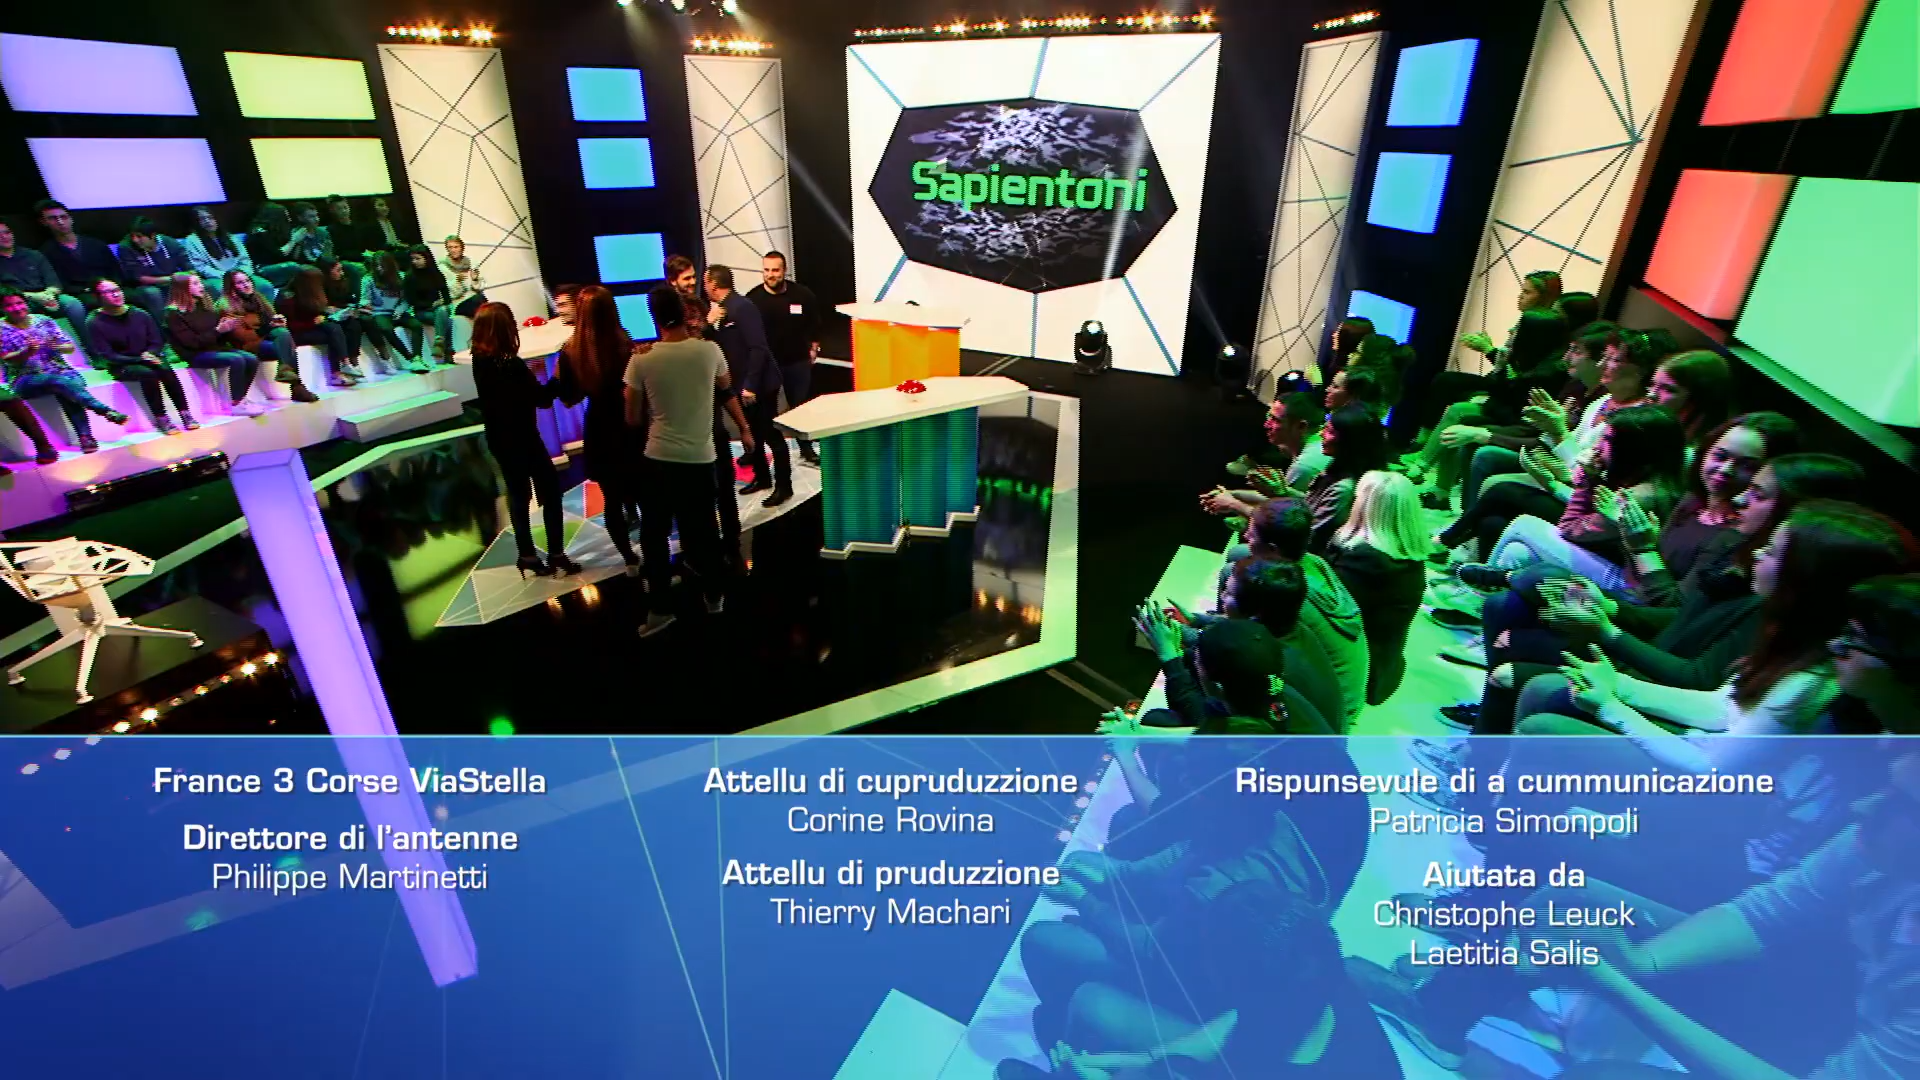 Sapientoni
France 3 Corse ViaStella
Direttore di l'antenne
Philippe Martinetti
Attellu di cupruduzzione
Corine Rovina
Attellu di pruduzzione
Thierry Machari
Rispunsevule di a cummunicazione
Patricia Simonpoli
Aiutata da
Christophe Leuck
Laetitia Salis